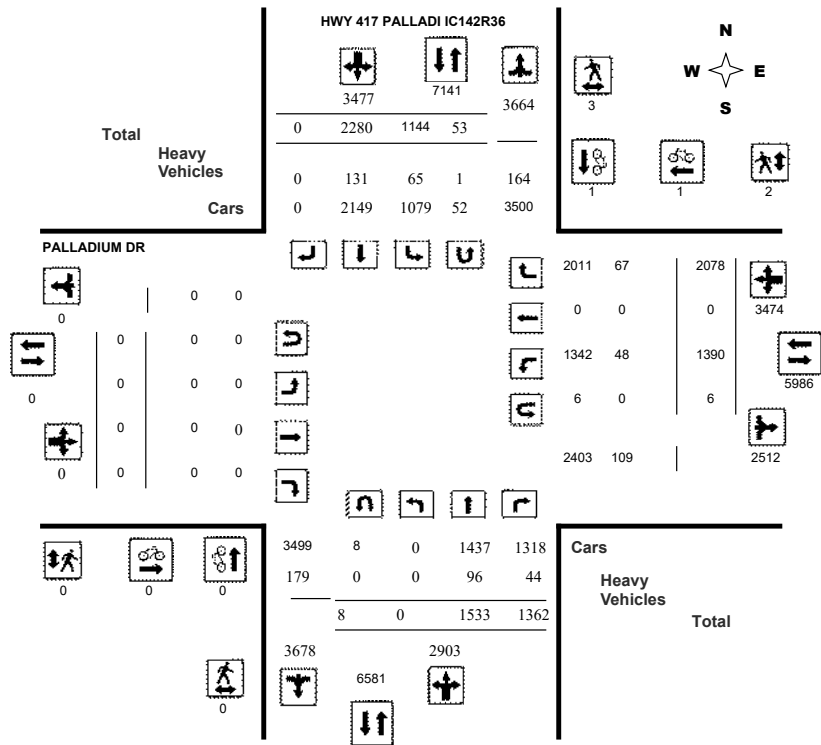 HWY 417 PALLADI IC142R36
N
W E
S
3477 7141 3664
3
Total 0 2280 1144 53
Heavy
Vehicles
0 131 65 1 164
1 1 2
Cars 0 2149 1079 52 3500
PALLADIUM DR
2011 67 2078
0 0 0
0 0 0 3474
0 0 0
1342 48 1390
0 0 0 0
5986
6 0 6
0 0 0
2403 109 2512
0 0 0 0
3499 8 0 1437 1318 Cars
179 0 0 96 44 Heavy
Vehicles
0 0 0
8 0 1533 1362 Total
3678 2903
6581
0